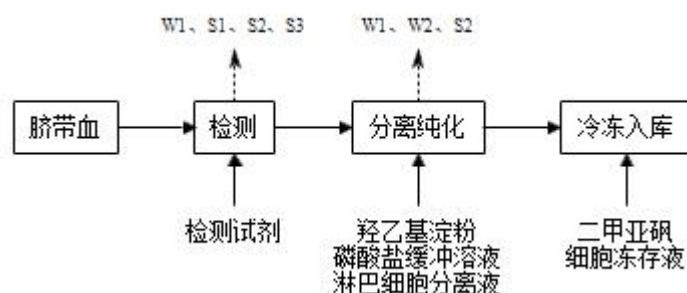 W1、S1、S2、S3
W1、W2、S2
脐带血
检测
分离纯化
冷冻入库
检测试剂
羟乙基淀粉
磷酸盐缓冲溶液
淋巴细胞分离液
二甲亚砜
细胞冻存液